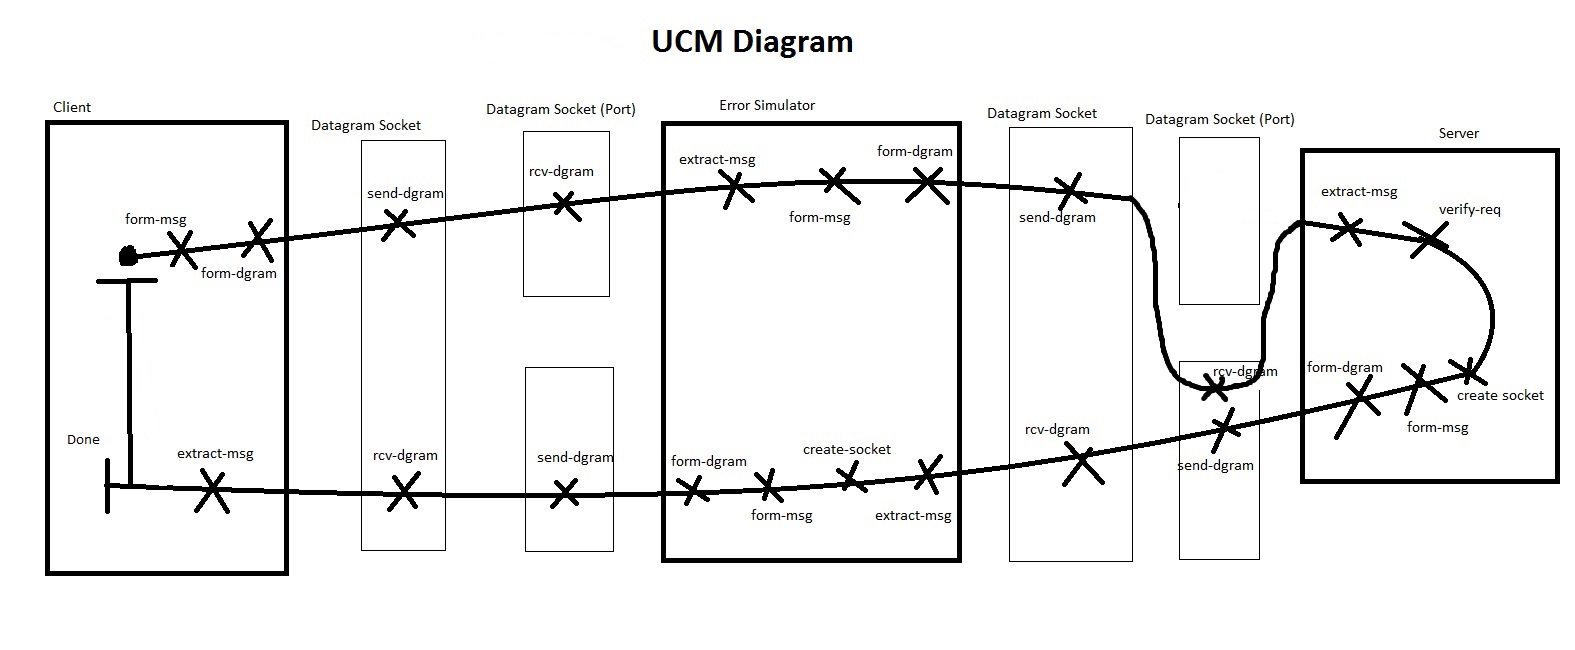 UCM Diagram
Client
Datagram Socket
Datagram Socket (Port)
Error Simulator
Datagram Socket
Datagram Socket (Port)
Server
form-msg
form-dgram
send-dgram
rcv-dgram
extract-msg
form-msg
form-dgram
send-dgram
rcv-dgram
extract-msg
verify-req
create socket
form-msg
form-dgram
send-dgram
rcv-dgram
extract-msg
create-socket
form-msg
form-dgram
send-dgram
rcv-dgram
extract-msg
Done